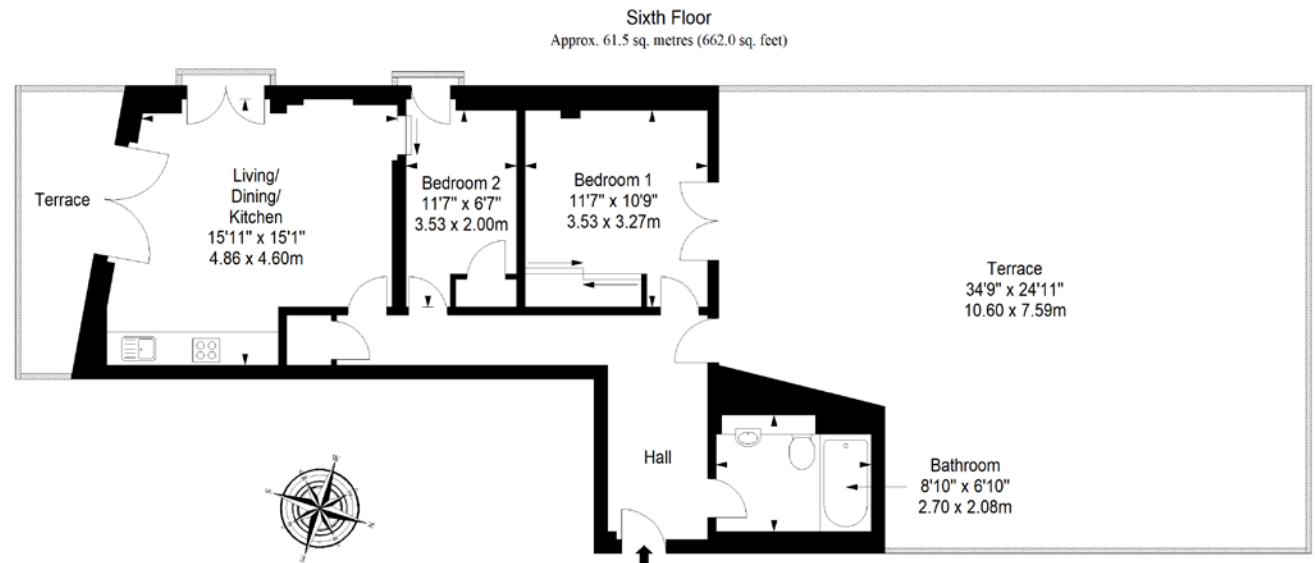 Sixth Floor
Approx. 61.5 sq. metres (662.0 sq. feet)
Terrace
Living/
Dining/
Kitchen
15'11" x 15'1"
4.86 x 4.60m
Bedroom 2
11'7" x 6'7"
3.53 x 2.00m
Bedroom 1
11'7" x 10'9"
3.53 x 3.27m
Terrace
34'9" x 24'11"
10.60 x 7.59m
Hall
Bathroom
8'10" x 6'10"
2.70 x 2.08m
W
S
N
E